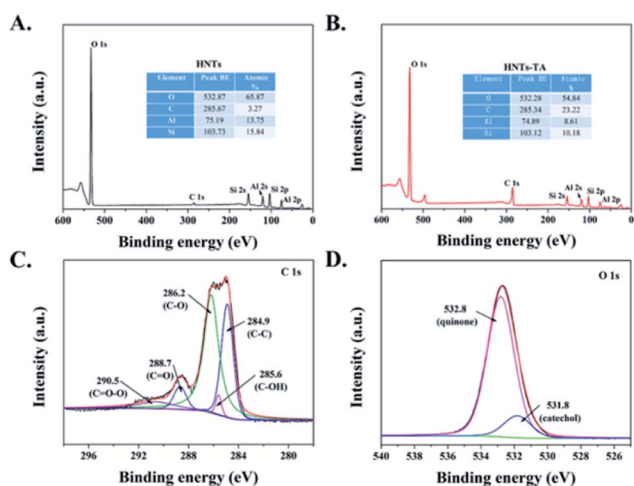 A.
HNTs
Element Peak BE Atomic %
O 532.87 65.87
C 285.67 3.27
Al 75.19 13.75
Si 103.73 15.84
O 1s
C 1s
Si 2s
Al 2s
Si 2p
Al 2p
Intensity (a.u.)
600 500 400 300 200 100 0
Binding energy (eV)
B.
HNTs-TA
Element Peak BE Atomic %
O 532.28 54.84
C 285.34 23.22
Al 74.89 8.61
Si 103.12 10.18
O 1s
C 1s
Si 2s
Al 2s
Si 2p
Al 2p
Intensity (a.u.)
600 500 400 300 200 100 0
Binding energy (eV)
C.
C 1s
286.2
(C-O)
284.9
(C-C)
288.7
(C=O)
290.5
(C=O-O)
285.6
(C-OH)
Intensity (a.u.)
296 292 288 284 280
Binding energy (eV)
D.
O 1s
532.8
(quinone)
531.8
(catechol)
Intensity (a.u.)
540 538 536 534 532 530 528 526
Binding energy (eV)